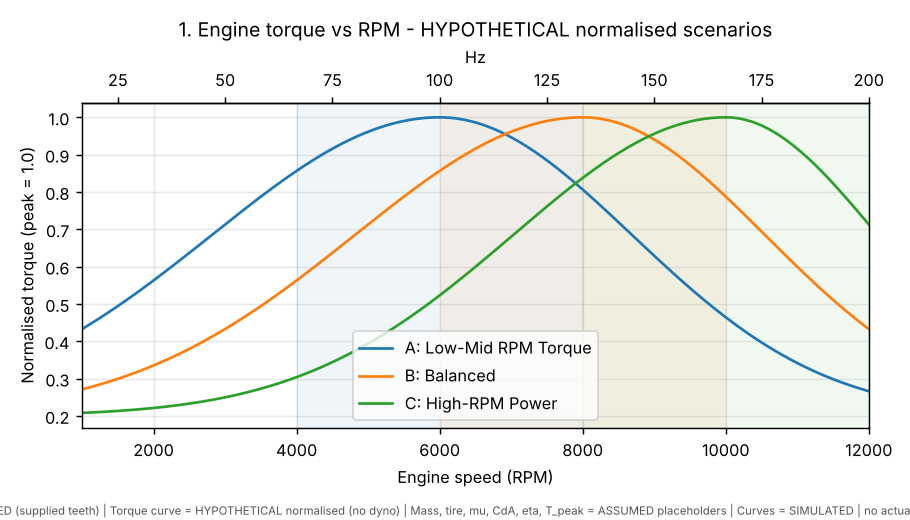 1. Engine torque vs RPM - HYPOTHETICAL normalised scenarios
Hz
25 50 75 100 125 150 175 200
Normalised torque (peak = 1.0)
1.0
0.9
0.8
0.7
0.6
0.5
0.4
0.3
0.2
A: Low-Mid RPM Torque
B: Balanced
C: High-RPM Power
2000 4000 6000 8000 10000 12000
Engine speed (RPM)
(supplied teeth) | Torque curve = HYPOTHETICAL normalised (no dyno) | Mass, tire, mu, CdA, eta, T_peak = ASSUMED placeholders | Curves = SIMULATED | no